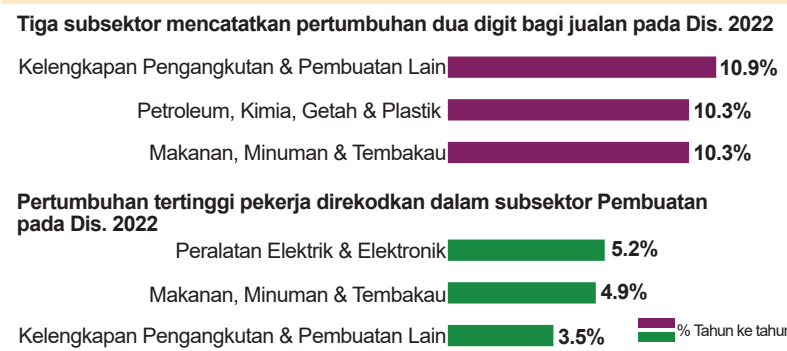 Tiga subsektor mencatatkan pertumbuhan dua digit bagi jualan pada Dis. 2022
Kelengkapan Pengangkutan & Pembuatan Lain 10.9%
Petroleum, Kimia, Getah & Plastik 10.3%
Makanan, Minuman & Tembakau 10.3%
Pertumbuhan tertinggi pekerja direkodkan dalam subsektor Pembuatan
pada Dis. 2022
Peralatan Elektrik & Elektronik 5.2%
Makanan, Minuman & Tembakau 4.9%
Kelengkapan Pengangkutan & Pembuatan Lain 3.5%
% Tahun ke tahun